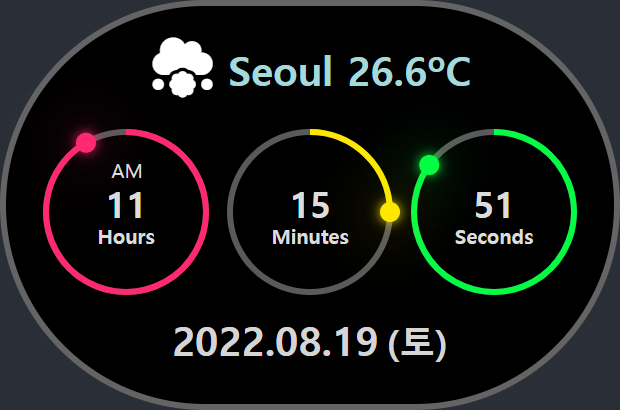 Seoul 26.6ºC
AM
11
Hours
15
Minutes
51
Seconds
2022.08.19 (토)